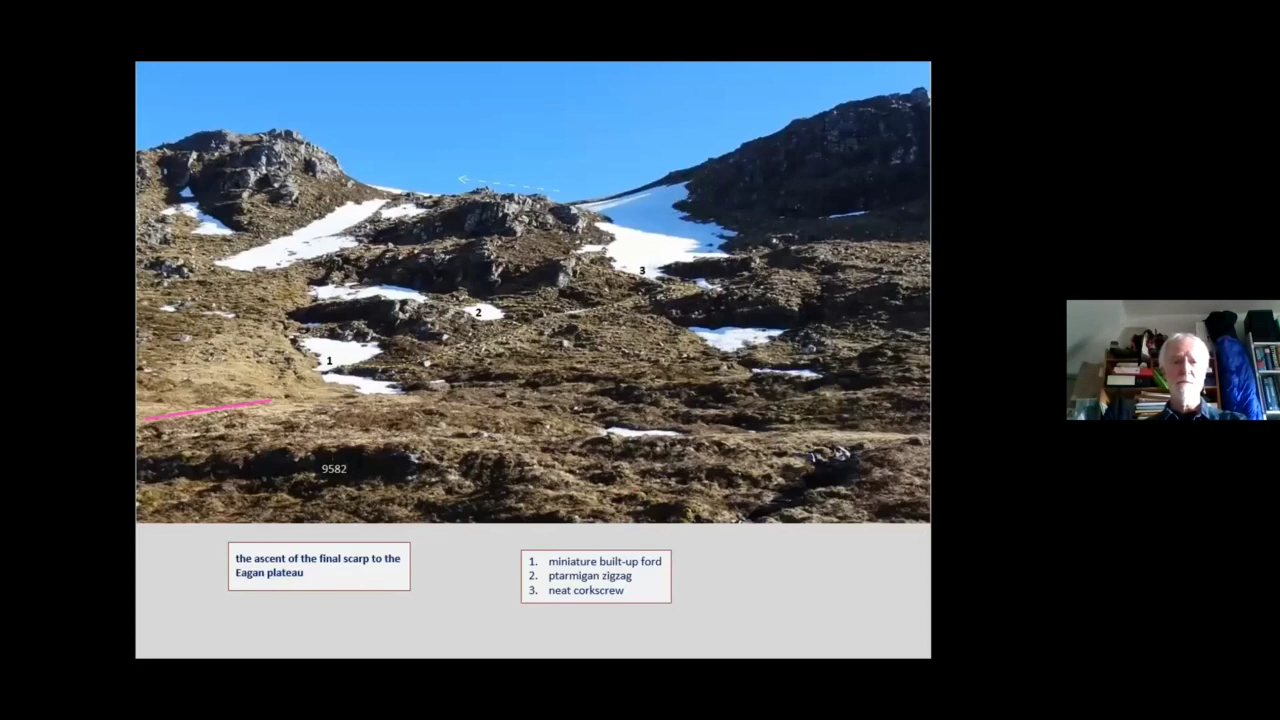 3
2
1
9582
the ascent of the final scarp to the
Eagan plateau
1. miniature built-up ford
2. ptarmigan zigzag
3. neat corkscrew